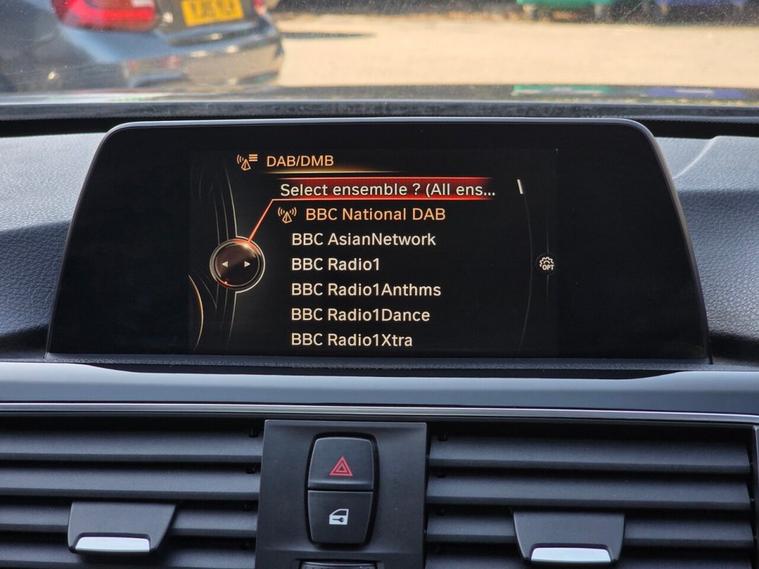 DAB/DMB
Select ensemble ? (All ens...
BBC National DAB
BBC AsianNetwork
BBC Radio1
OPT
BBC Radio1Anthms
BBC Radio1Dance
BBC Radio1Xtra